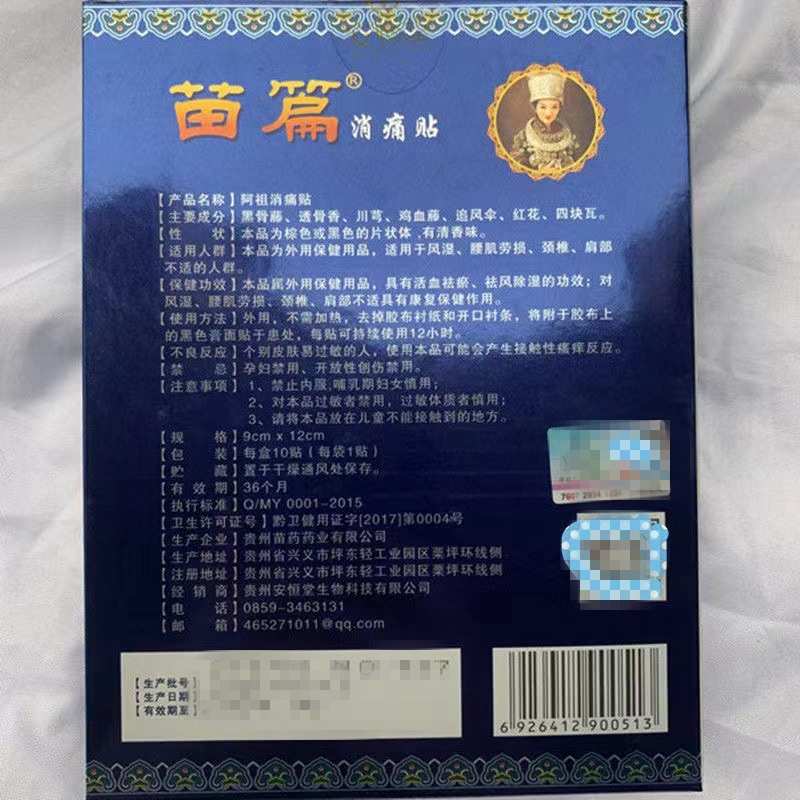 苗篇®消痛贴
【产品名称】阿祖消痛贴
【主要成分】黑骨藤、透骨香、川芎、鸡血藤、追风伞、红花、四块瓦。
【性　　状】本品为棕色或黑色的片状体,有清香味。
【适用人群】本品为外用保健用品，适用于风湿、腰肌劳损、颈椎、肩部
不适的人群。
【保健功效】本品属外用保健用品，具有活血祛瘀、祛风除湿的功效；对
风湿、腰肌劳损、颈椎、肩部不适具有康复保健作用。
【使用方法】外用，不需加热，去掉胶布衬纸和开口衬条，将附于胶布上
的黑色膏面贴于患处，每贴可持续使用12小时。
【不良反应】个别皮肤易过敏的人，使用本品可能会产生接触性瘙痒反应。
【禁　　忌】孕妇禁用、开放性创伤禁用。
【注意事项】1、禁止内服,哺乳期妇女慎用；
2、对本品过敏者禁用，过敏体质者慎用；
3、请将本品放在儿童不能接触到的地方。
【规　　格】9cm x 12cm
【包　　装】每盒10贴（每袋1贴）
【贮　　藏】置于干燥通风处保存。
【有 效 期】36个月
【执行标准】Q/MY 0001-2015
【卫生许可证号】黔卫健用证字[2017]第0004号
【生产企业】贵州苗药药业有限公司
【生产地址】贵州省兴义市坪东轻工业园区栗坪环线侧
【注册地址】贵州省兴义市坪东轻工业园区栗坪环线侧
【经 销 商】贵州安恒堂生物科技有限公司
【电　　话】0859-3463131
【邮　　箱】465271011@qq.com
【生产批号】
【生产日期】
【有效期至】
6926412900513